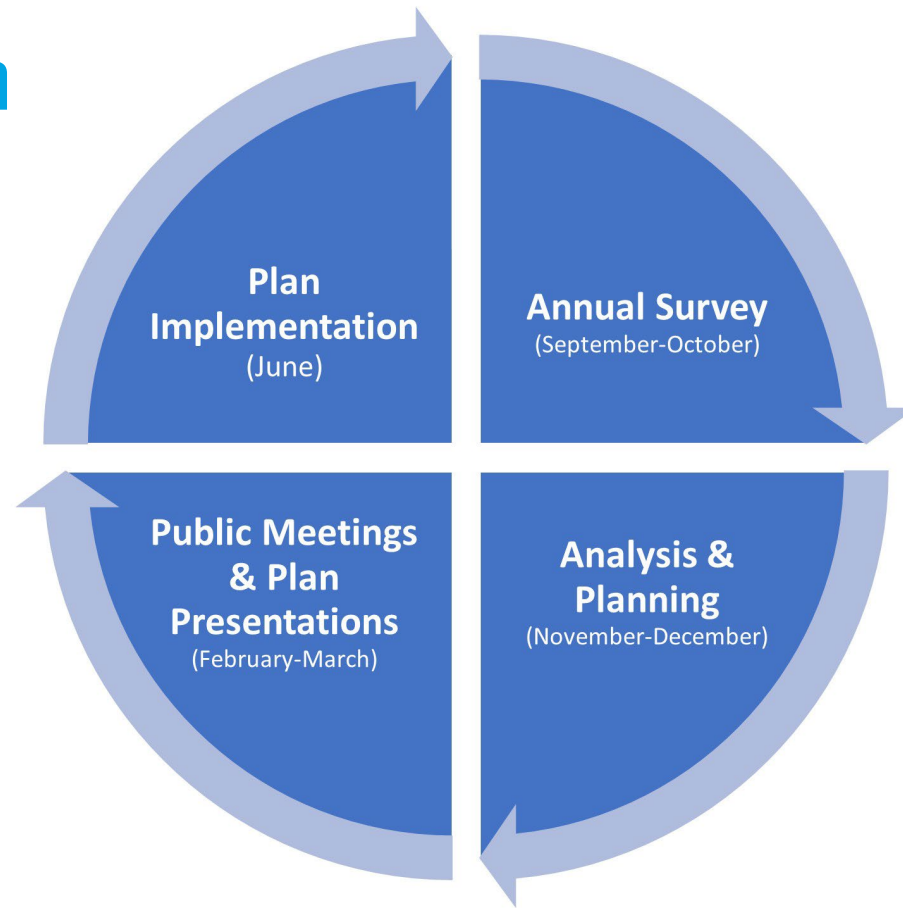 Plan
Implementation
(June)
Annual Survey
(September-October)
Public Meetings
& Plan
Presentations
(February-March)
Analysis &
Planning
(November-December)